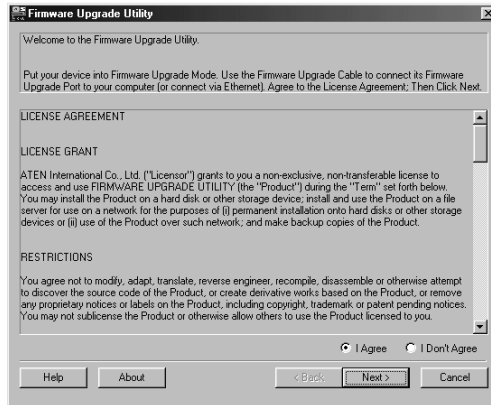 Firmware Upgrade Utility
Welcome to the Firmware Upgrade Utility.
Put your device into Firmware Upgrade Mode. Use the Firmware Upgrade Cable to connect its Firmware
Upgrade Port to your computer (or connect via Ethernet). Agree to the License Agreement; Then Click Next.
LICENSE AGREEMENT
LICENSE GRANT
ATEN International Co., Ltd. ("Licensor") grants to you a non-exclusive, non-transferable license to
access and use FIRMWARE UPGRADE UTILITY (the "Product") during the "Term" set forth below.
You may install the Product on a hard disk or other storage device; install and use the Product on a file
server for use on a network for the purposes of (i) permanent installation onto hard disks or other storage
devices or (ii) use of the Product over such network; and make backup copies of the Product.
RESTRICTIONS
You agree not to modify, adapt, translate, reverse engineer, recompile, disassemble or otherwise attempt
to discover the source code of the Product, or create derivative works based on the Product, or remove
any proprietary notices or labels on the Product, including copyright, trademark or patent pending notices.
You may not sublicense the Product or otherwise allow others to use the Product licensed to you.
I Agree I Don't Agree
Help About < Back Next > Cancel